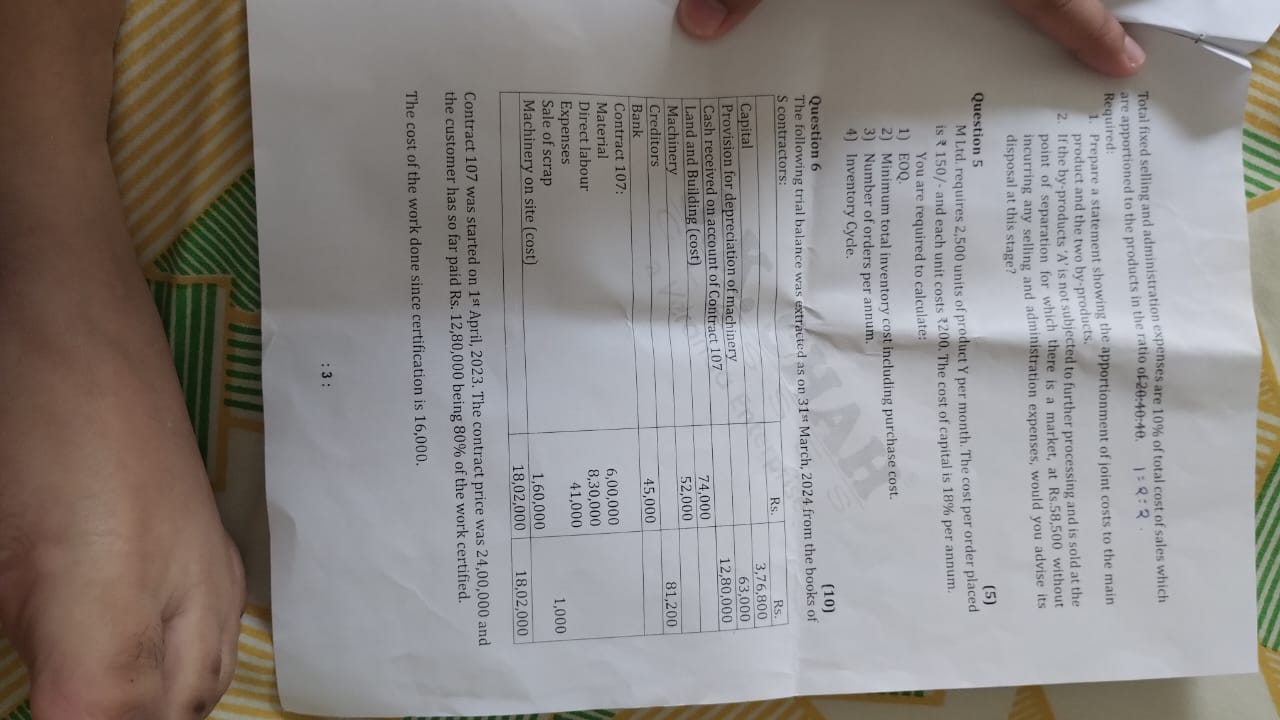 Total fixed selling and administration expenses are 10% of total cost of sales which
are apportioned to the products in the ratio of 20:40:40. 1:2:2.
Required:
1. Prepare a statement showing the apportionment of joint costs to the main
product and the two by-products.
2. If the by-products 'A' is not subjected to further processing and is sold at the
point of separation for which there is a market, at Rs.58,500 without
incurring any selling and administration expenses, would you advise its
disposal at this stage?
Question 5 (5)
M Ltd. requires 2,500 units of product Y per month. The cost per order placed
is ₹ 150/- and each unit costs ₹200. The cost of capital is 18% per annum.
You are required to calculate:
1) EOQ.
2) Minimum total inventory cost including purchase cost.
3) Number of orders per annum.
4) Inventory Cycle.
Question 6 (10)
The following trial balance was extracted as on 31st March, 2024 from the books of
S contractors:
Rs. Rs.
Capital 3,76,800
Provision for depreciation of machinery 63,000
Cash received on account of Contract 107 12,80,000
Land and Building (cost) 74,000
Machinery 52,000
Creditors 81,200
Bank 45,000
Contract 107:
Material 6,00,000
Direct labour 8,30,000
Expenses 41,000
Sale of scrap 1,000
Machinery on site (cost) 1,60,000
18,02,000 18,02,000
Contract 107 was started on 1st April, 2023. The contract price was 24,00,000 and
the customer has so far paid Rs. 12,80,000 being 80% of the work certified.
The cost of the work done since certification is 16,000.
: 3 :